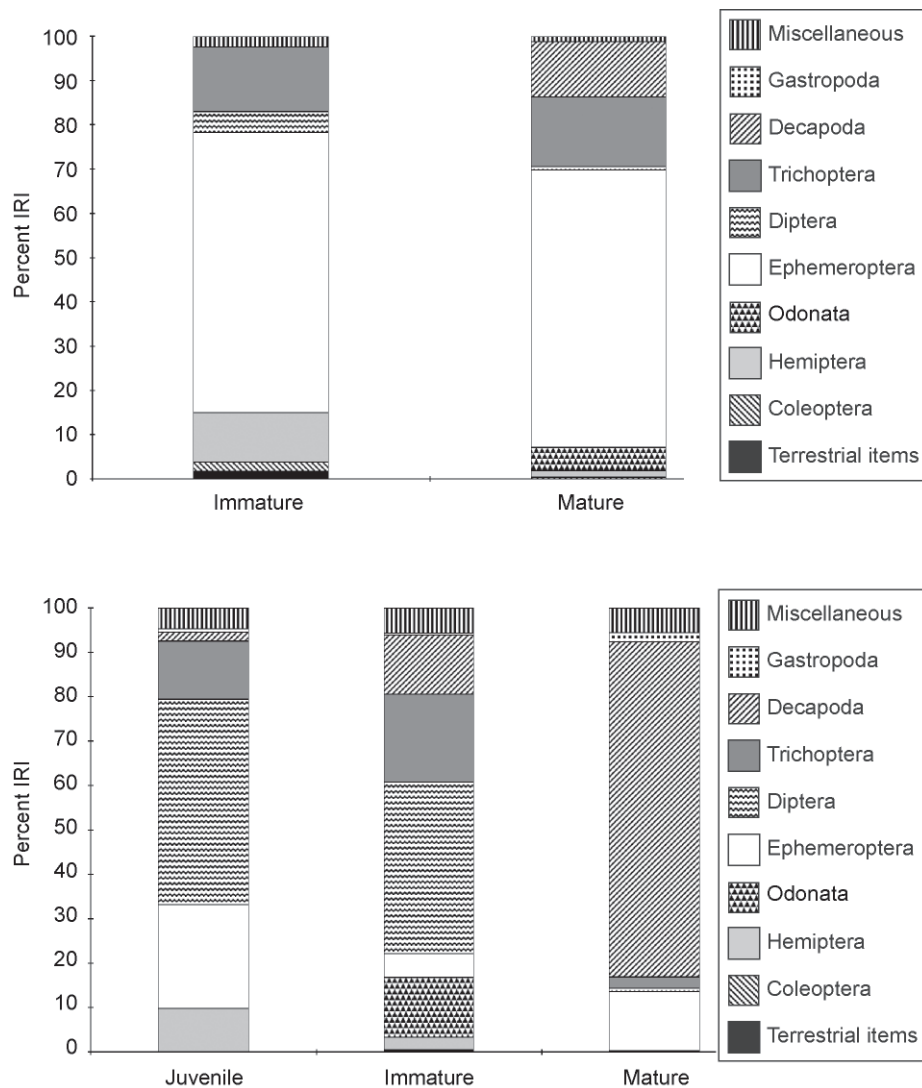 100
90
80
70
60
50
40
30
20
10
0
Percent IRI
Immature
Mature
Miscellaneous
Gastropoda
Decapoda
Trichoptera
Diptera
Ephemeroptera
Odonata
Hemiptera
Coleoptera
Terrestrial items
100
90
80
70
60
50
40
30
20
10
0
Percent IRI
Juvenile
Immature
Mature
Miscellaneous
Gastropoda
Decapoda
Trichoptera
Diptera
Ephemeroptera
Odonata
Hemiptera
Coleoptera
Terrestrial items